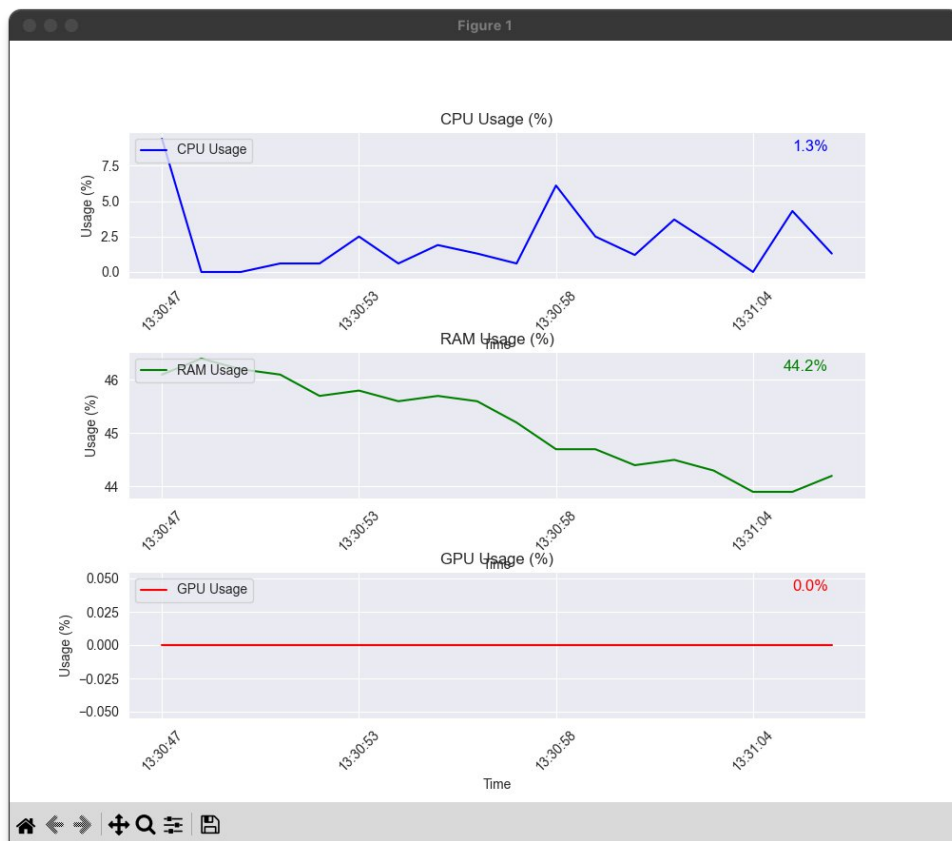 Figure 1
CPU Usage (%)
CPU Usage
1.3%
Usage (%)
7.5
5.0
2.5
0.0
13:30:47
13:30:53
13:30:58
13:31:04
Time
RAM Usage (%)
RAM Usage
44.2%
Usage (%)
46
45
44
13:30:47
13:30:53
13:30:58
13:31:04
Time
GPU Usage (%)
GPU Usage
0.0%
Usage (%)
0.050
0.025
0.000
−0.025
−0.050
13:30:47
13:30:53
13:30:58
13:31:04
Time